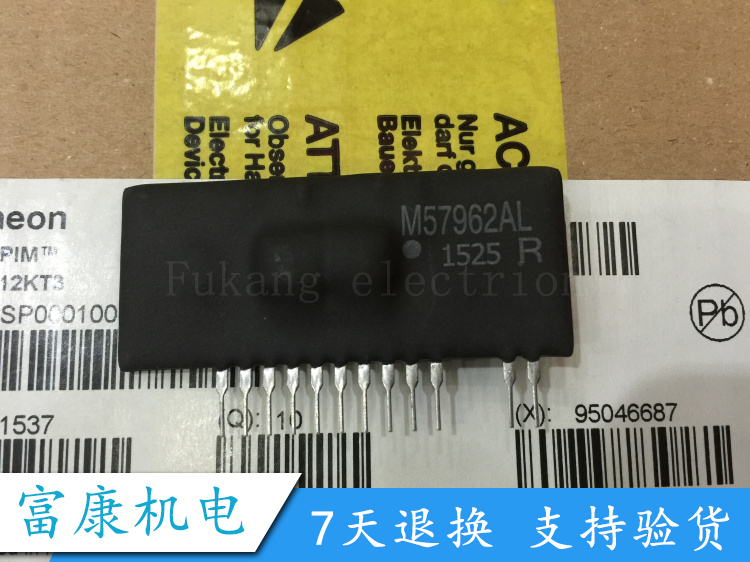 ATT
Obse
for Ha
Electr
Devic
AC
Nur g
darf
Elekt
Baue
neon
PIM™
12KT3
SP000100
M57962AL
1525 R
Fukang electrion
Pb
1537
(Q): 10
(X): 95046687
富康机电
7天退换 支持验货